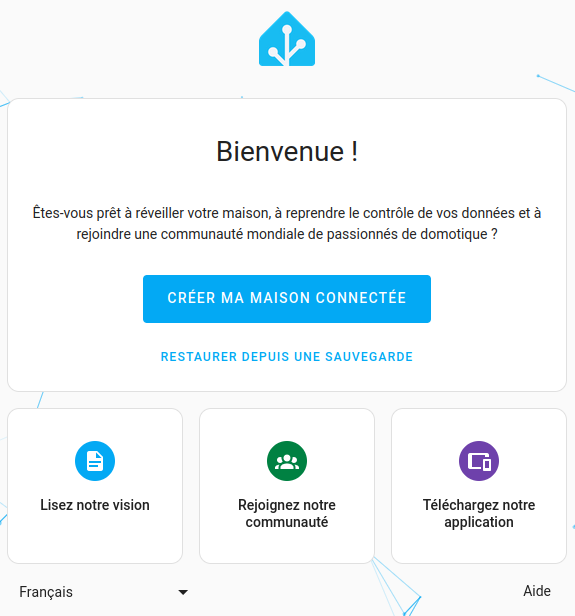 Bienvenue !
Êtes-vous prêt à réveiller votre maison, à reprendre le contrôle de vos données et à
rejoindre une communauté mondiale de passionnés de domotique ?
CRÉER MA MAISON CONNECTÉE
RESTAURER DEPUIS UNE SAUVEGARDE
Lisez notre vision
Rejoignez notre
communauté
Téléchargez notre
application
Français
Aide